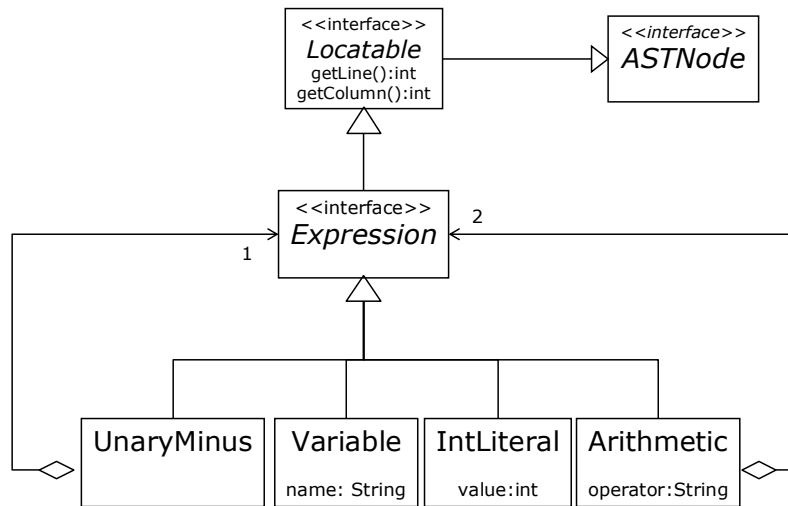 <<interface>>
Locatable
getLine():int
getColumn():int
<<interface>>
ASTNode
<<interface>>
Expression
1
2
UnaryMinus
Variable
name: String
IntLiteral
value:int
Arithmetic
operator:String